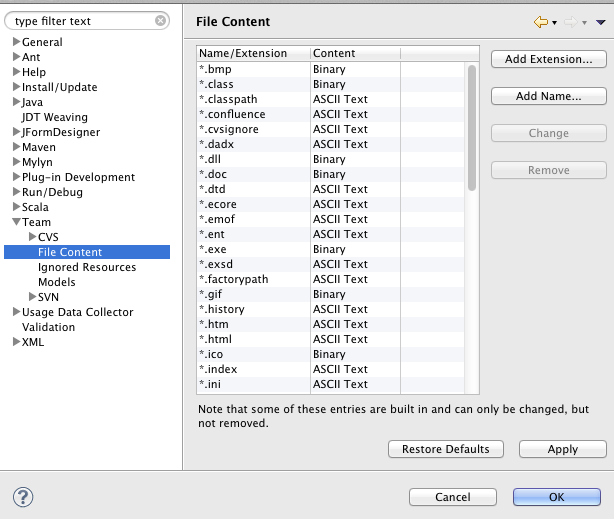 type filter text
General
Ant
Help
Install/Update
Java
JDT Weaving
JFormDesigner
Maven
Mylyn
Plug-in Development
Run/Debug
Scala
Team
CVS
File Content
Ignored Resources
Models
SVN
Usage Data Collector
Validation
XML
File Content
Name/Extension Content
*.bmp Binary
*.class Binary
*.classpath ASCII Text
*.confluence ASCII Text
*.cvsignore ASCII Text
*.dadx ASCII Text
*.dll Binary
*.doc Binary
*.dtd ASCII Text
*.ecore ASCII Text
*.emof ASCII Text
*.ent ASCII Text
*.exe Binary
*.exsd ASCII Text
*.factorypath ASCII Text
*.gif Binary
*.history ASCII Text
*.htm ASCII Text
*.html ASCII Text
*.ico Binary
*.index ASCII Text
*.ini ASCII Text
Add Extension...
Add Name...
Change
Remove
Note that some of these entries are built in and can only be changed, but
not removed.
Restore Defaults Apply
? Cancel OK